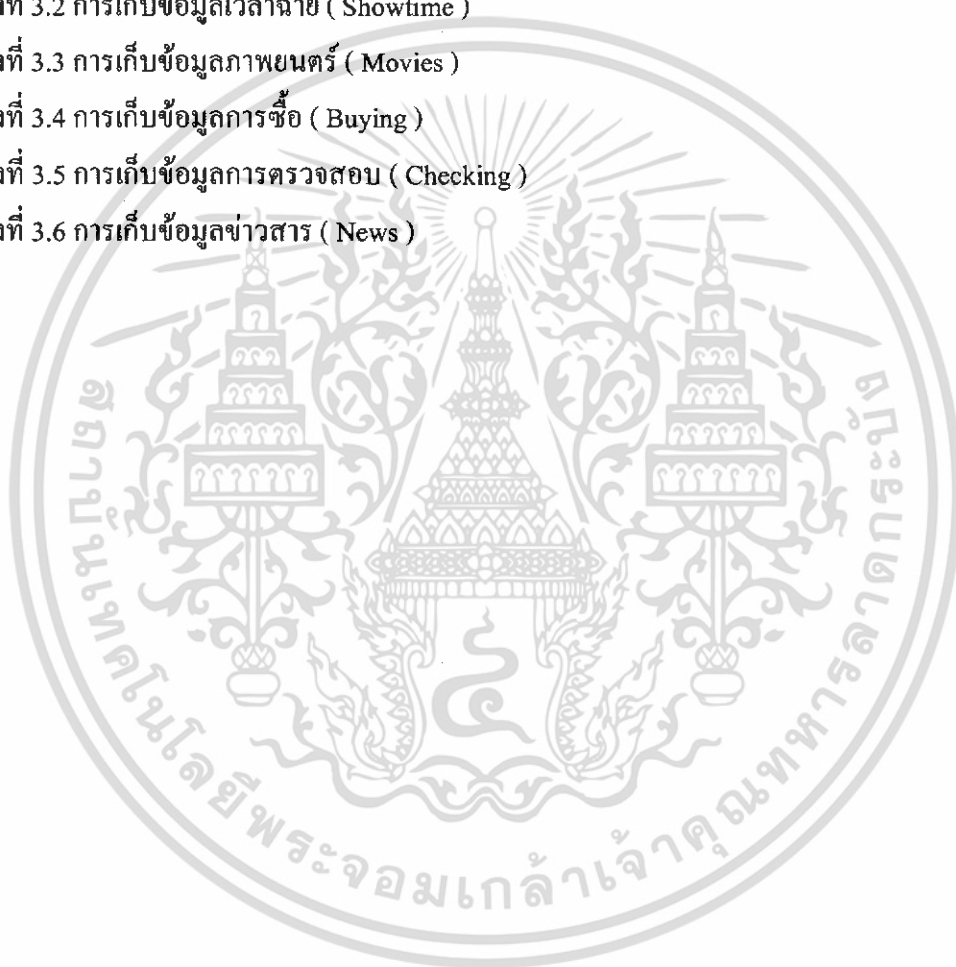 งที่ 3.2 การเก็บข้อมูลเวลาฉาย ( Showtime )
งที่ 3.3 การเก็บข้อมูลภาพยนตร์ ( Movies )
งที่ 3.4 การเก็บข้อมูลการซื้อ ( Buying )
งที่ 3.5 การเก็บข้อมูลการตรวจสอบ ( Checking )
งที่ 3.6 การเก็บข้อมูลข่าวสาร ( News )
สถาบันเทคโนโลยีพระจอมเกล้าเจ้าคุณทหารลาดกระบัง